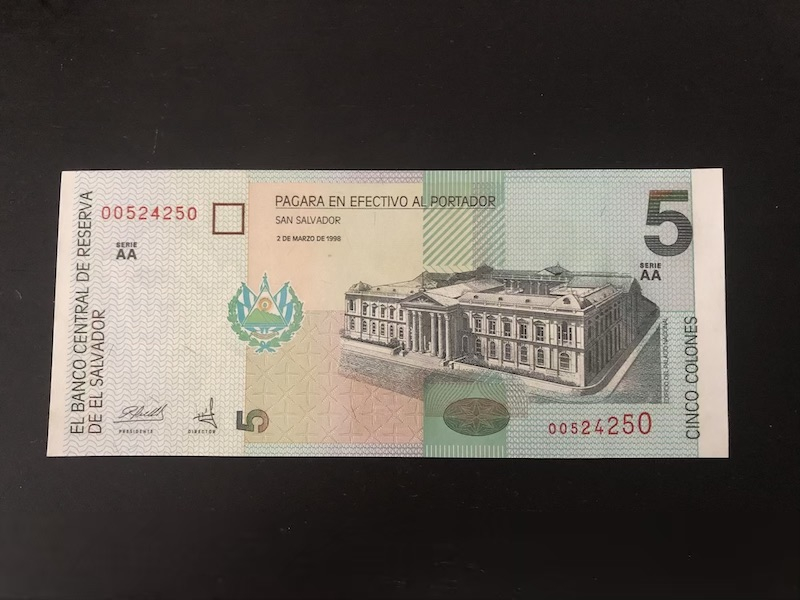 EL BANCO CENTRAL DE RESERVA
DE EL SALVADOR
00524250
SERIE
AA
PRESIDENTE
DIRECTOR
5
PAGARA EN EFECTIVO AL PORTADOR
SAN SALVADOR
2 DE MARZO DE 1998
5
SERIE
AA
00524250
CINCO COLONES